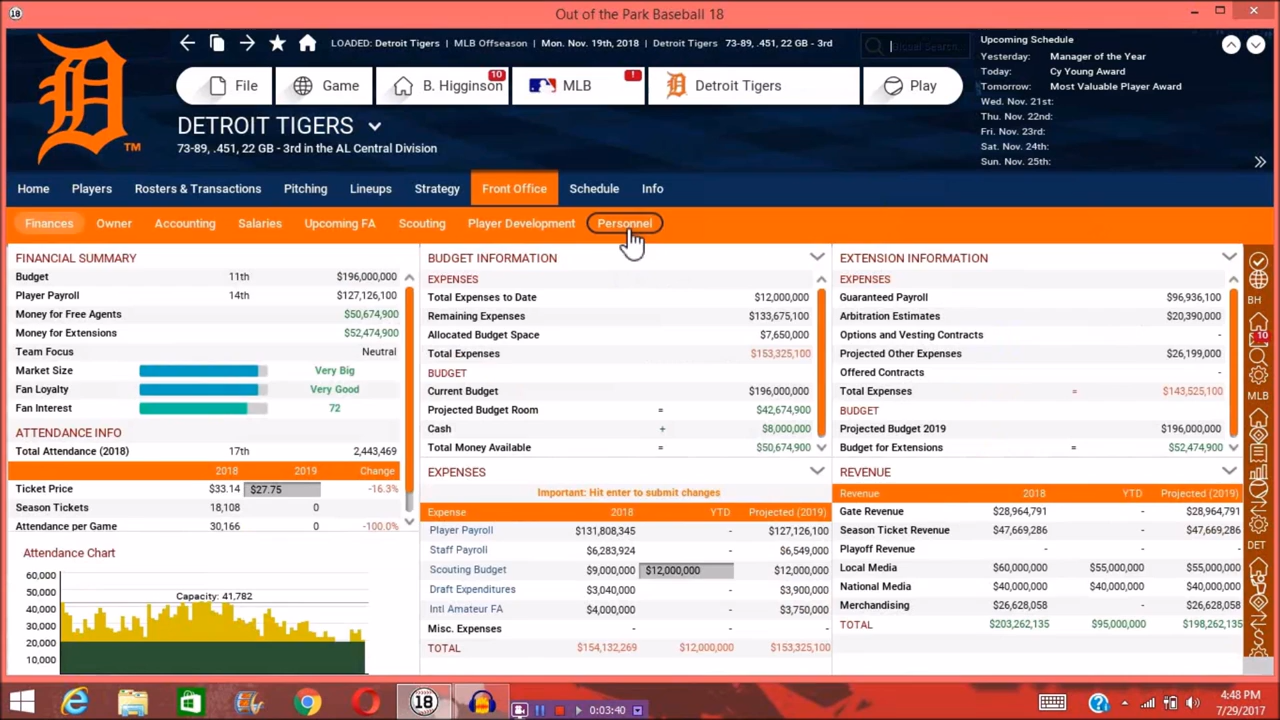 18
Out of the Park Baseball 18
LOADED: Detroit Tigers | MLB Offseason | Mon. Nov. 19th, 2018 | Detroit Tigers 73-89, .451, 22 GB - 3rd
Global Search...
Upcoming Schedule
Yesterday: Manager of the Year
Today: Cy Young Award
Tomorrow: Most Valuable Player Award
Wed. Nov. 21st:
Thu. Nov. 22nd:
Fri. Nov. 23rd:
Sat. Nov. 24th:
Sun. Nov. 25th:
File
Game
B. Higginson
10
MLB
!
Detroit Tigers
Play
TM
DETROIT TIGERS
73-89, .451, 22 GB - 3rd in the AL Central Division
Home Players Rosters & Transactions Pitching Lineups Strategy Front Office Schedule Info
Finances Owner Accounting Salaries Upcoming FA Scouting Player Development Personnel
FINANCIAL SUMMARY
Budget 11th $196,000,000
Player Payroll 14th $127,126,100
Money for Free Agents $50,674,900
Money for Extensions $52,474,900
Team Focus Neutral
Market Size Very Big
Fan Loyalty Very Good
Fan Interest 72
ATTENDANCE INFO
Total Attendance (2018) 17th 2,443,469
2018 2019 Change
Ticket Price $33.14 $27.75 -16.3%
Season Tickets 18,108 0
Attendance per Game 30,166 0 -100.0%
Attendance Chart
60,000
Capacity: 41,782
50,000
40,000
30,000
20,000
10,000
BUDGET INFORMATION
EXPENSES
Total Expenses to Date $12,000,000
Remaining Expenses $133,675,100
Allocated Budget Space $7,650,000
Total Expenses $153,325,100
BUDGET
Current Budget $196,000,000
Projected Budget Room = $42,674,900
Cash + $8,000,000
Total Money Available = $50,674,900
EXPENSES
Important: Hit enter to submit changes
Expense 2018 YTD Projected (2019)
Player Payroll $131,808,345 - $127,126,100
Staff Payroll $6,283,924 - $6,549,000
Scouting Budget $9,000,000 $12,000,000 $12,000,000
Draft Expenditures $3,040,000 - $3,900,000
Intl Amateur FA $4,000,000 - $3,750,000
Misc. Expenses - - -
TOTAL $154,132,269 $12,000,000 $153,325,100
EXTENSION INFORMATION
EXPENSES
Guaranteed Payroll $96,936,100
Arbitration Estimates $20,390,000
Options and Vesting Contracts -
Projected Other Expenses $26,199,000
Offered Contracts -
Total Expenses = $143,525,100
BUDGET
Projected Budget 2019 $196,000,000
Budget for Extensions = $52,474,900
REVENUE
Revenue 2018 YTD Projected (2019)
Gate Revenue $28,964,791 - $28,964,791
Season Ticket Revenue $47,669,286 - $47,669,286
Playoff Revenue - - -
Local Media $60,000,000 $55,000,000 $55,000,000
National Media $40,000,000 $40,000,000 $40,000,000
Merchandising $26,628,058 - $26,628,058
TOTAL $203,262,135 $95,000,000 $198,262,135
BH
10
MLB
DET
18
0:03:40
4:48 PM
7/29/2017